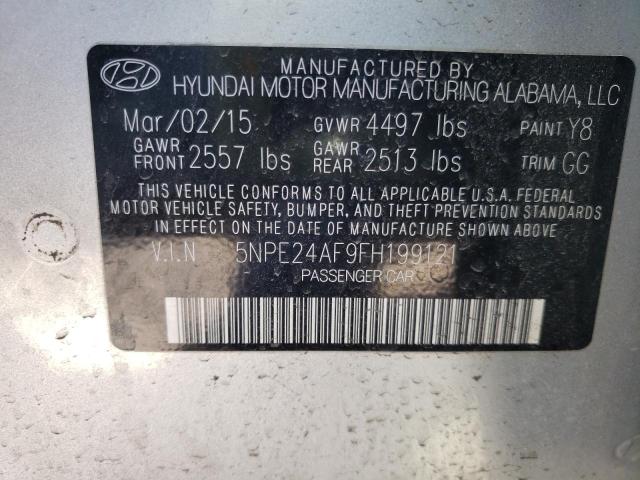 MANUFACTURED BY
HYUNDAI MOTOR MANUFACTURING ALABAMA, LLC
Mar/02/15 GVWR 4497 lbs PAINT Y8
GAWR FRONT 2557 lbs GAWR REAR 2513 lbs TRIM GG
THIS VEHICLE CONFORMS TO ALL APPLICABLE U.S.A. FEDERAL
MOTOR VEHICLE SAFETY, BUMPER, AND THEFT PREVENTION STANDARDS
IN EFFECT ON THE DATE OF MANUFACTURE SHOWN ABOVE.
V.I.N 5NPE24AF9FH199121
PASSENGER CAR